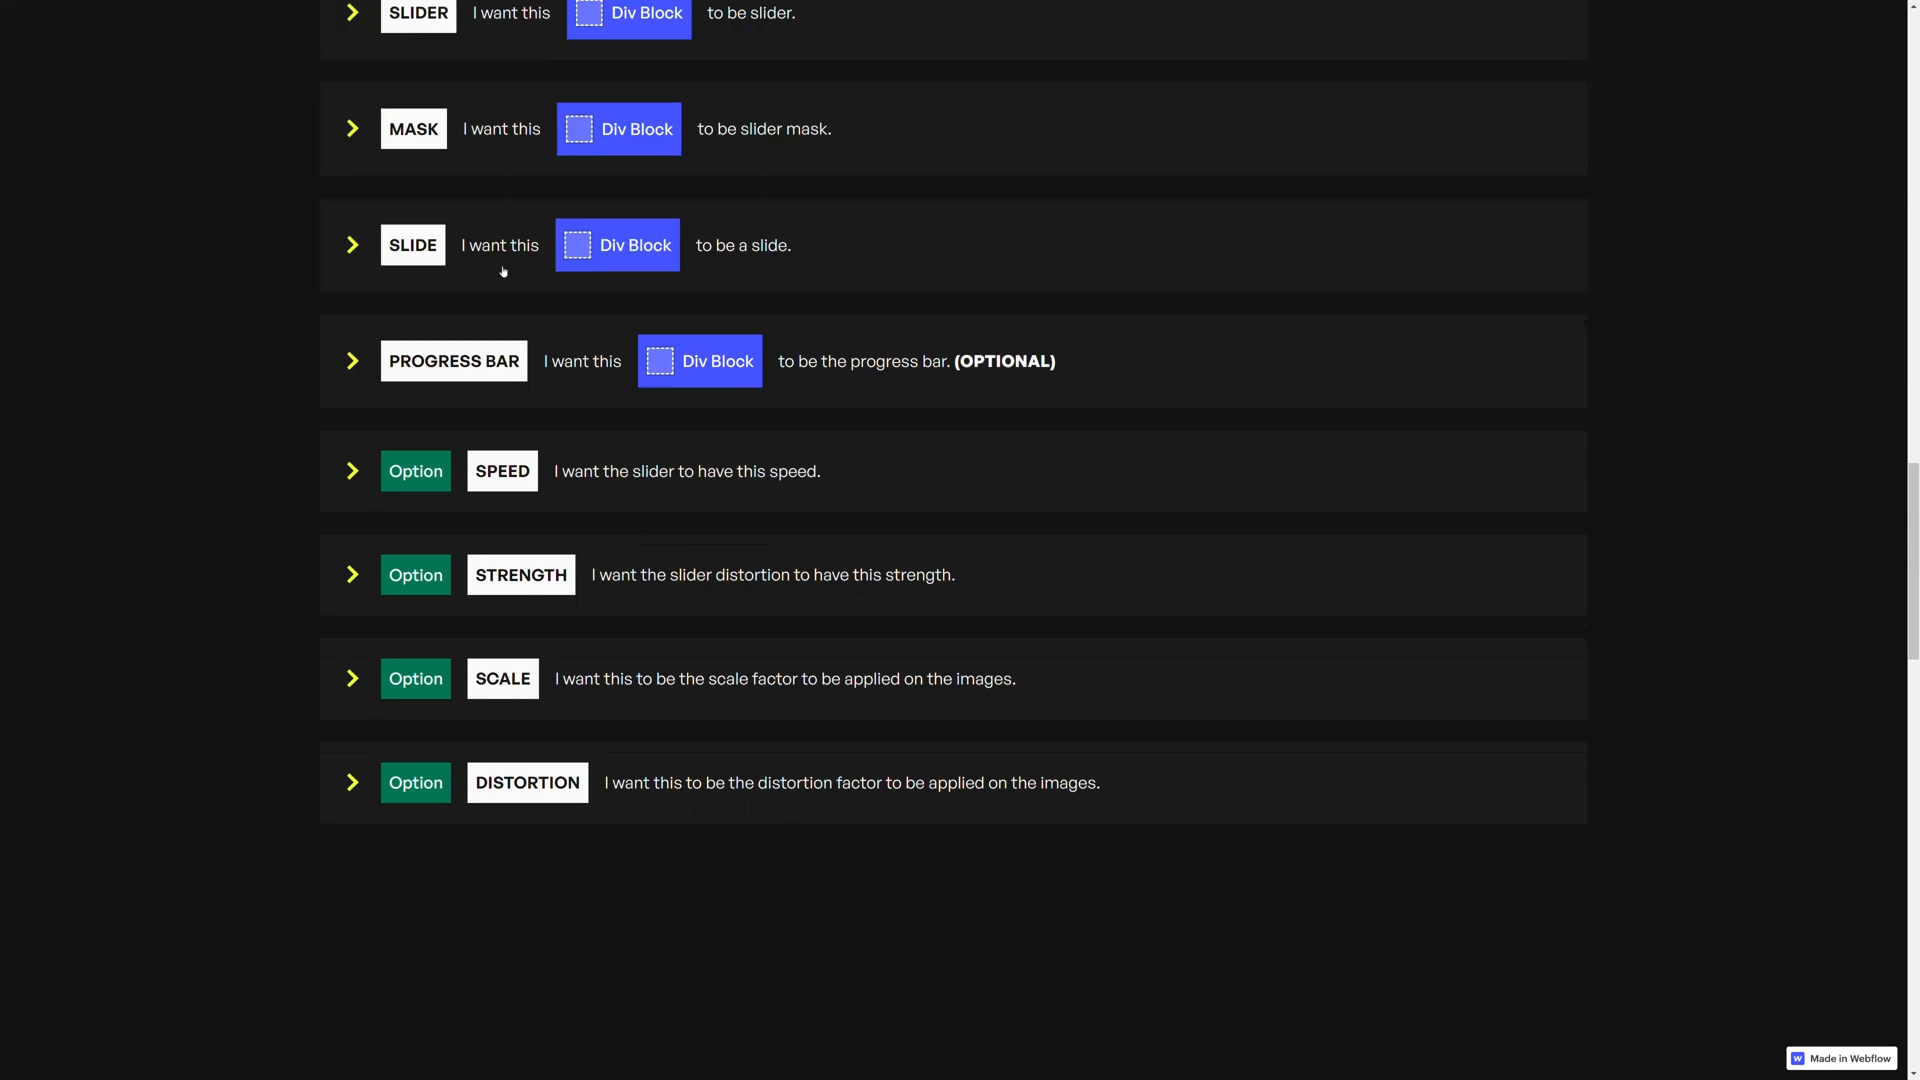 SLIDER I want this Div Block to be slider.
MASK I want this Div Block to be slider mask.
SLIDE I want this Div Block to be a slide.
PROGRESS BAR I want this Div Block to be the progress bar. (OPTIONAL)
Option SPEED I want the slider to have this speed.
Option STRENGTH I want the slider distortion to have this strength.
Option SCALE I want this to be the scale factor to be applied on the images.
Option DISTORTION I want this to be the distortion factor to be applied on the images.
Made in Webflow